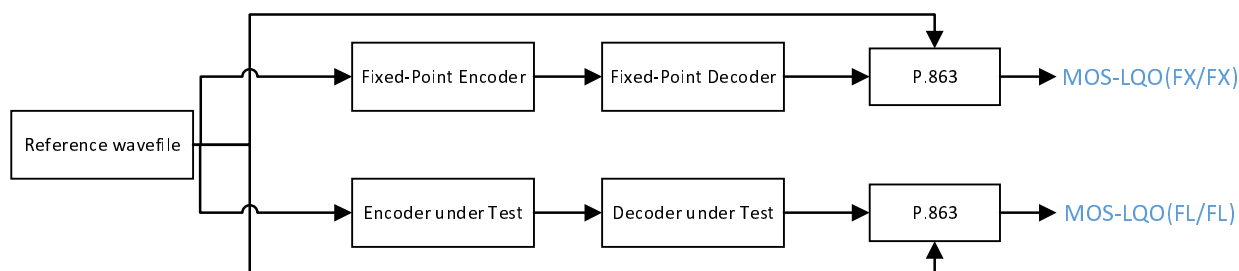 Fixed-Point Encoder
Fixed-Point Decoder
P.863
MOS-LQO(FX/FX)
Reference wavefile
Encoder under Test
Decoder under Test
P.863
MOS-LQO(FL/FL)